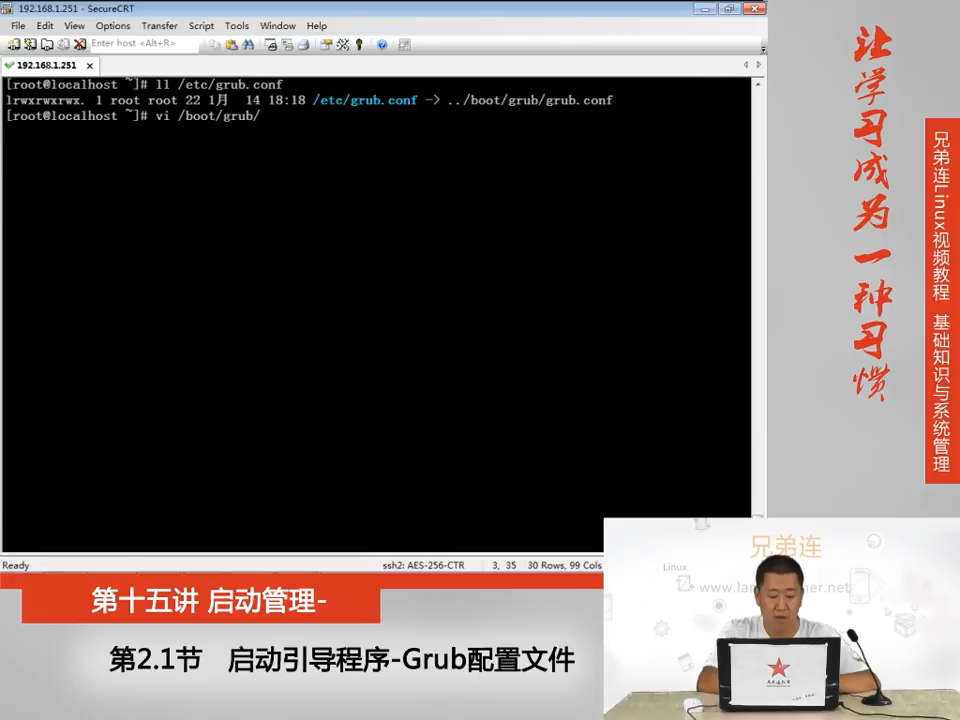 192.168.1.251 - SecureCRT
File Edit View Options Transfer Script Tools Window Help
Enter host <Alt+R>
192.168.1.251
[root@localhost ~]# ll /etc/grub.conf
lrwxrwxrwx. 1 root root 22 1月 14 18:18 /etc/grub.conf -> ../boot/grub/grub.conf
[root@localhost ~]# vi /boot/grub/
Ready ssh2: AES-256-CTR 3, 35 30 Rows, 99 Cols
第十五讲 启动管理-
第2.1节 启动引导程序-Grub配置文件
让学习成为一种习惯
兄弟连Linux视频教程 基础知识与系统管理
兄弟连
Linux